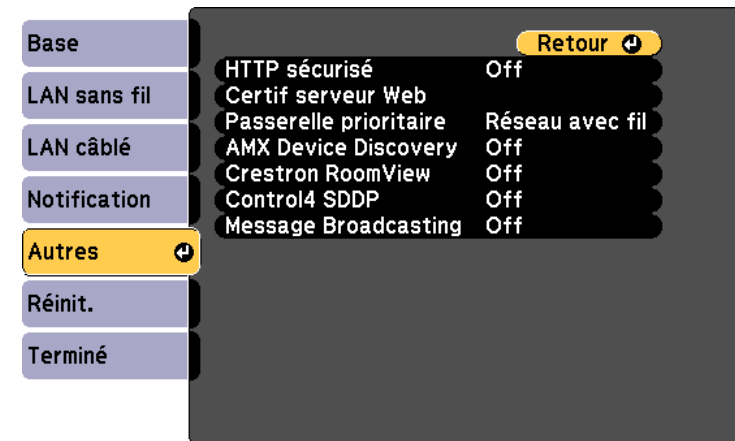 Base
LAN sans fil
LAN câblé
Notification
Autres
Réinit.
Terminé
Retour
HTTP sécurisé Off
Certif serveur Web
Passerelle prioritaire Réseau avec fil
AMX Device Discovery Off
Crestron RoomView Off
Control4 SDDP Off
Message Broadcasting Off